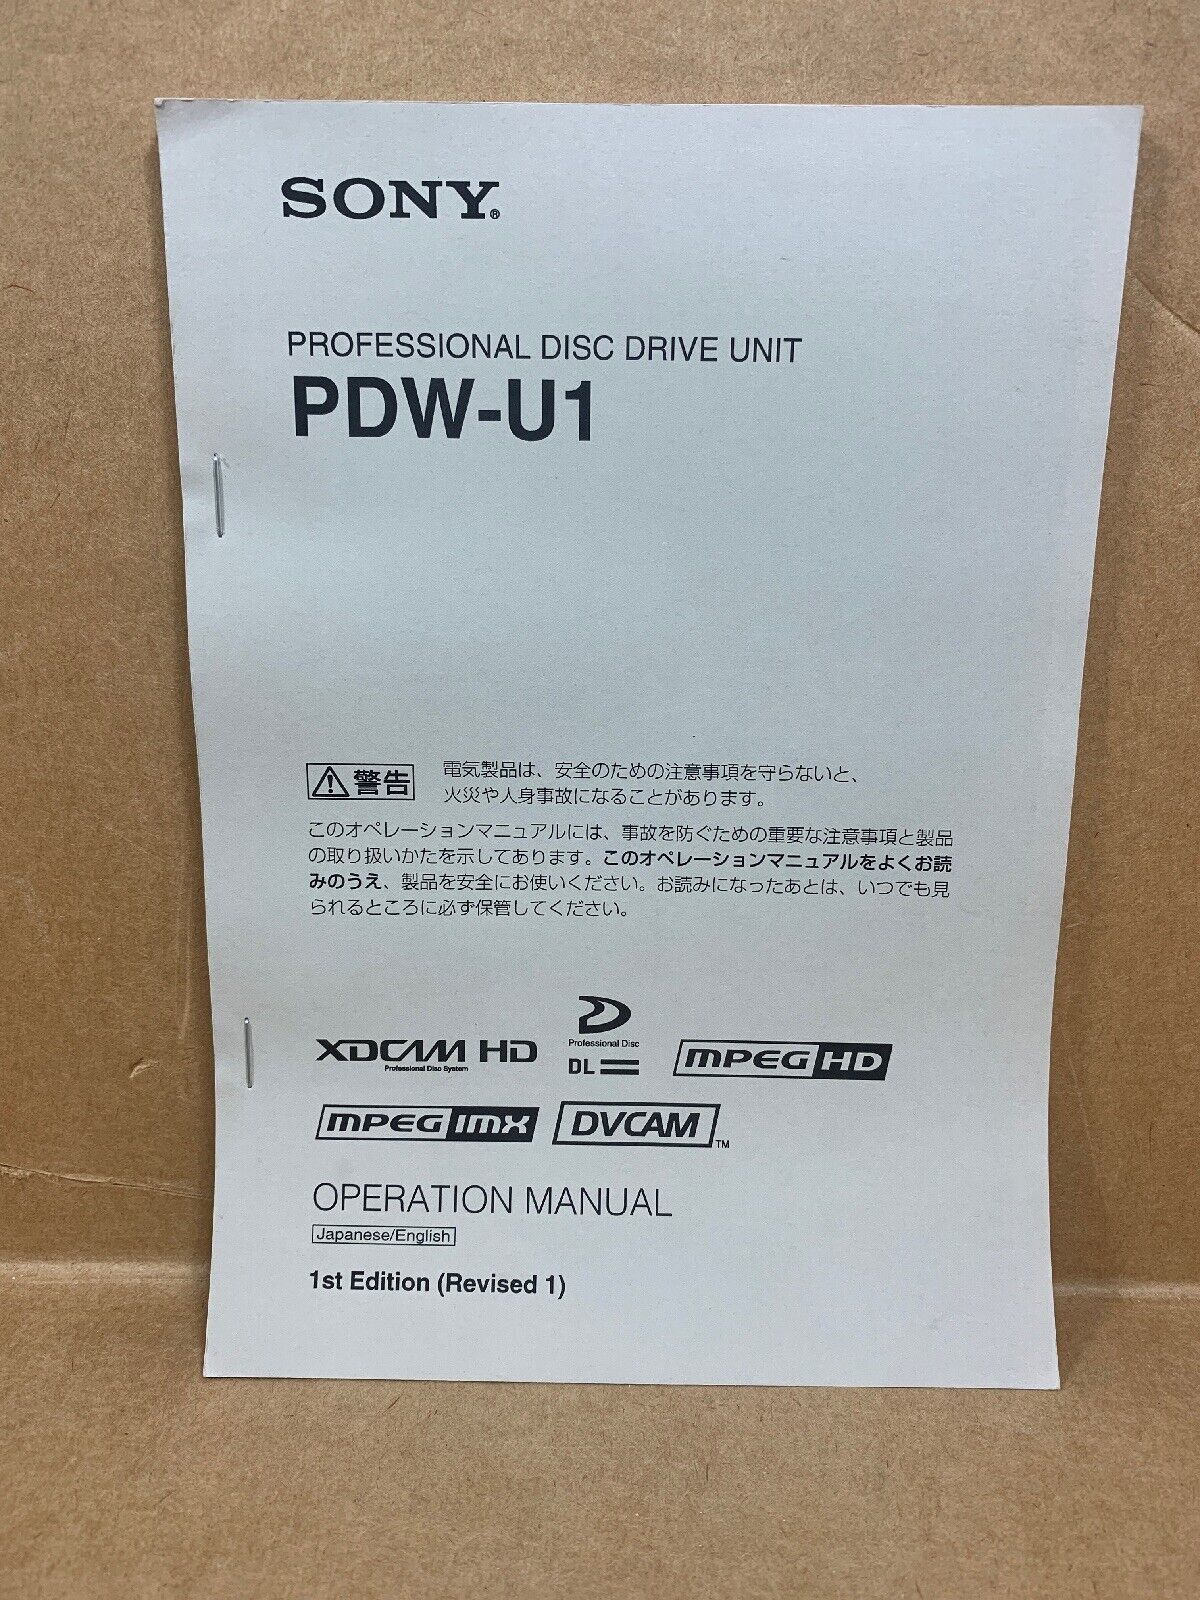 SONY®
PROFESSIONAL DISC DRIVE UNIT
PDW-U1
警告
電気製品は、安全のための注意事項を守らないと、
火災や人身事故になることがあります。
このオペレーションマニュアルには、事故を防ぐための重要な注意事項と製品
の取り扱いかたを示してあります。このオペレーションマニュアルをよくお読
みのうえ、製品を安全にお使いください。お読みになったあとは、いつでも見
られるところに必ず保管してください。
XDCAM HD
Professional Disc System
Professional Disc
DL
MPEG HD
MPEG IMX
DVCAM™
OPERATION MANUAL
Japanese/English
1st Edition (Revised 1)